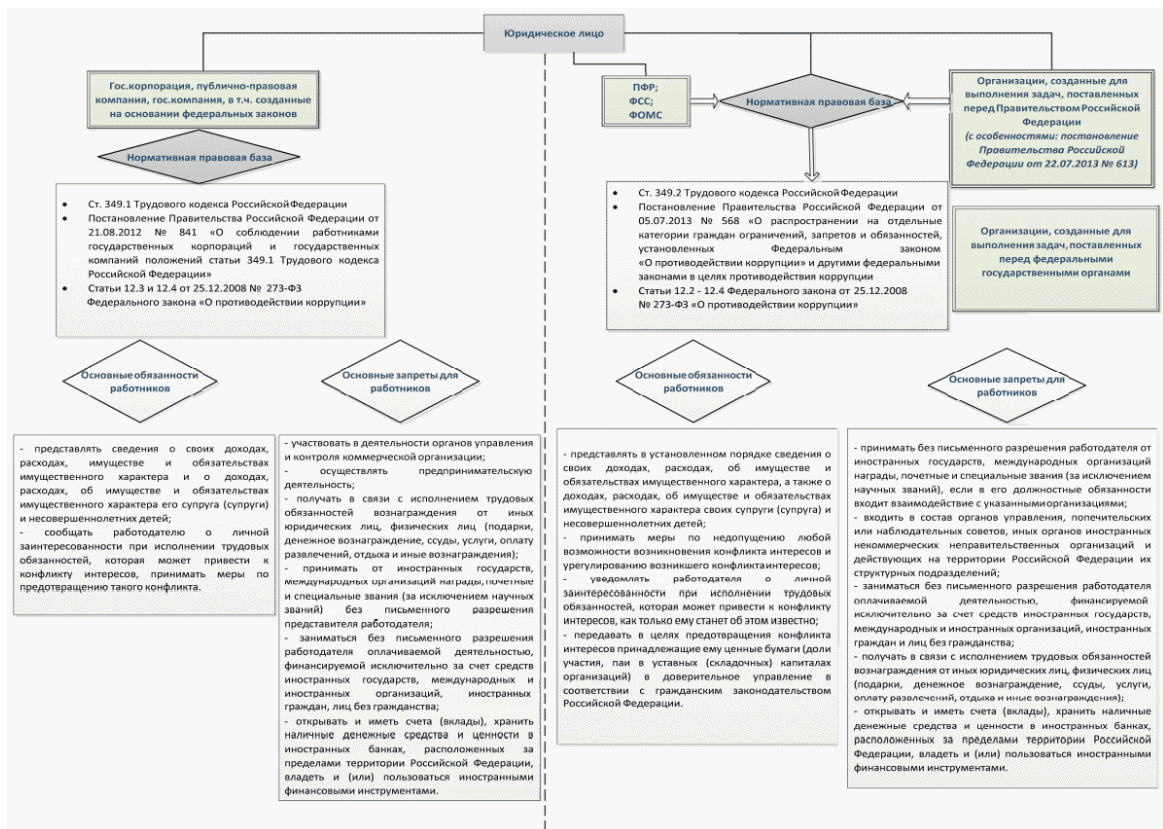 Юридическое лицо
Гос.корпорация, публично-правовая
компания, гос.компания, в т.ч. созданные
на основании федеральных законов
Нормативная правовая база
• Ст. 349.1 Трудового кодекса Российской Федерации
• Постановление Правительства Российской Федерации от
21.08.2012 № 841 «О соблюдении работниками
государственных корпораций и государственных
компаний положений статьи 349.1 Трудового кодекса
Российской Федерации»
• Статьи 12.3 и 12.4 от 25.12.2008 № 273-ФЗ
Федерального закона «О противодействии коррупции»
Основные обязанности
работников
- представлять сведения о своих доходах,
расходах, имуществе и обязательствах
имущественного характера и о доходах,
расходах, об имуществе и обязательствах
имущественного характера его супруга (супруги)
и несовершеннолетних детей;
- сообщать работодателю о личной
заинтересованности при исполнении трудовых
обязанностей, которая может привести к
конфликту интересов, принимать меры по
предотвращению такого конфликта.
Основные запреты для
работников
- участвовать в деятельности органов управления
и контроля коммерческой организации;
- осуществлять предпринимательскую
деятельность;
- получать в связи с исполнением трудовых
обязанностей вознаграждения от иных
юридических лиц, физических лиц (подарки,
денежное вознаграждение, ссуды, услуги, оплату
развлечений, отдыха и иные вознаграждения);
- принимать от иностранных государств,
международных организаций награды, почетные
и специальные звания (за исключением научных
званий) без письменного разрешения
представителя работодателя;
- заниматься без письменного разрешения
работодателя оплачиваемой деятельностью,
финансируемой исключительно за счет средств
иностранных государств, международных и
иностранных организаций, иностранных
граждан, лиц без гражданства;
- открывать и иметь счета (вклады), хранить
наличные денежные средства и ценности в
иностранных банках, расположенных за
пределами территории Российской Федерации,
владеть и (или) пользоваться иностранными
финансовыми инструментами.
ПФР;
ФСС;
ФОМС
Нормативная правовая база
Организации, созданные для
выполнения задач, поставленных
перед Правительством Российской
Федерации
(с особенностями: постановление
Правительства Российской
Федерации от 22.07.2013 № 613)
• Ст. 349.2 Трудового кодекса Российской Федерации
• Постановление Правительства Российской Федерации от
05.07.2013 № 568 «О распространении на отдельные
категории граждан ограничений, запретов и обязанностей,
установленных Федеральным законом
«О противодействии коррупции» и другими федеральными
законами в целях противодействия коррупции
• Статьи 12.2 - 12.4 Федерального закона от 25.12.2008
№ 273-ФЗ «О противодействии коррупции»
Организации, созданные для
выполнения задач, поставленных
перед федеральными
государственными органами
Основные обязанности
работников
- представлять в установленном порядке сведения о
своих доходах, расходах, об имуществе и
обязательствах имущественного характера, а также о
доходах, расходах, об имуществе и обязательствах
имущественного характера своих супруги (супруга) и
несовершеннолетних детей;
- принимать меры по недопущению любой
возможности возникновения конфликта интересов и
урегулированию возникшего конфликта интересов;
- уведомлять работодателя о личной
заинтересованности при исполнении трудовых
обязанностей, которая может привести к конфликту
интересов, как только ему станет об этом известно;
- передавать в целях предотвращения конфликта
интересов принадлежащие ему ценные бумаги (доли
участия, паи в уставных (складочных) капиталах
организаций) в доверительное управление в
соответствии с гражданским законодательством
Российской Федерации.
Основные запреты для
работников
- принимать без письменного разрешения работодателя от
иностранных государств, международных организаций
награды, почетные и специальные звания (за исключением
научных званий), если в его должностные обязанности
входит взаимодействие с указанными организациями;
- входить в состав органов управления, попечительских
или наблюдательных советов, иных органов иностранных
некоммерческих неправительственных организаций и
действующих на территории Российской Федерации их
структурных подразделений;
- заниматься без письменного разрешения работодателя
оплачиваемой деятельностью, финансируемой
исключительно за счет средств иностранных государств,
международных и иностранных организаций, иностранных
граждан и лиц без гражданства;
- получать в связи с исполнением трудовых обязанностей
вознаграждения от иных юридических лиц, физических лиц
(подарки, денежное вознаграждение, ссуды, услуги,
оплату развлечений, отдыха и иные вознаграждения);
- открывать и иметь счета (вклады), хранить наличные
денежные средства и ценности в иностранных банках,
расположенных за пределами территории Российской
Федерации, владеть и (или) пользоваться иностранными
финансовыми инструментами.